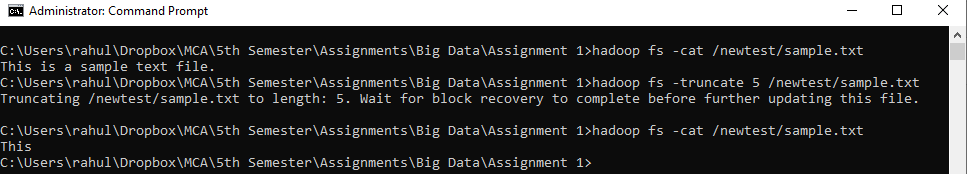 Administrator: Command Prompt
C:\Users\rahul\Dropbox\MCA\5th Semester\Assignments\Big Data\Assignment 1>hadoop fs -cat /newtest/sample.txt
This is a sample text file.
C:\Users\rahul\Dropbox\MCA\5th Semester\Assignments\Big Data\Assignment 1>hadoop fs -truncate 5 /newtest/sample.txt
Truncating /newtest/sample.txt to length: 5. Wait for block recovery to complete before further updating this file.
C:\Users\rahul\Dropbox\MCA\5th Semester\Assignments\Big Data\Assignment 1>hadoop fs -cat /newtest/sample.txt
This
C:\Users\rahul\Dropbox\MCA\5th Semester\Assignments\Big Data\Assignment 1>